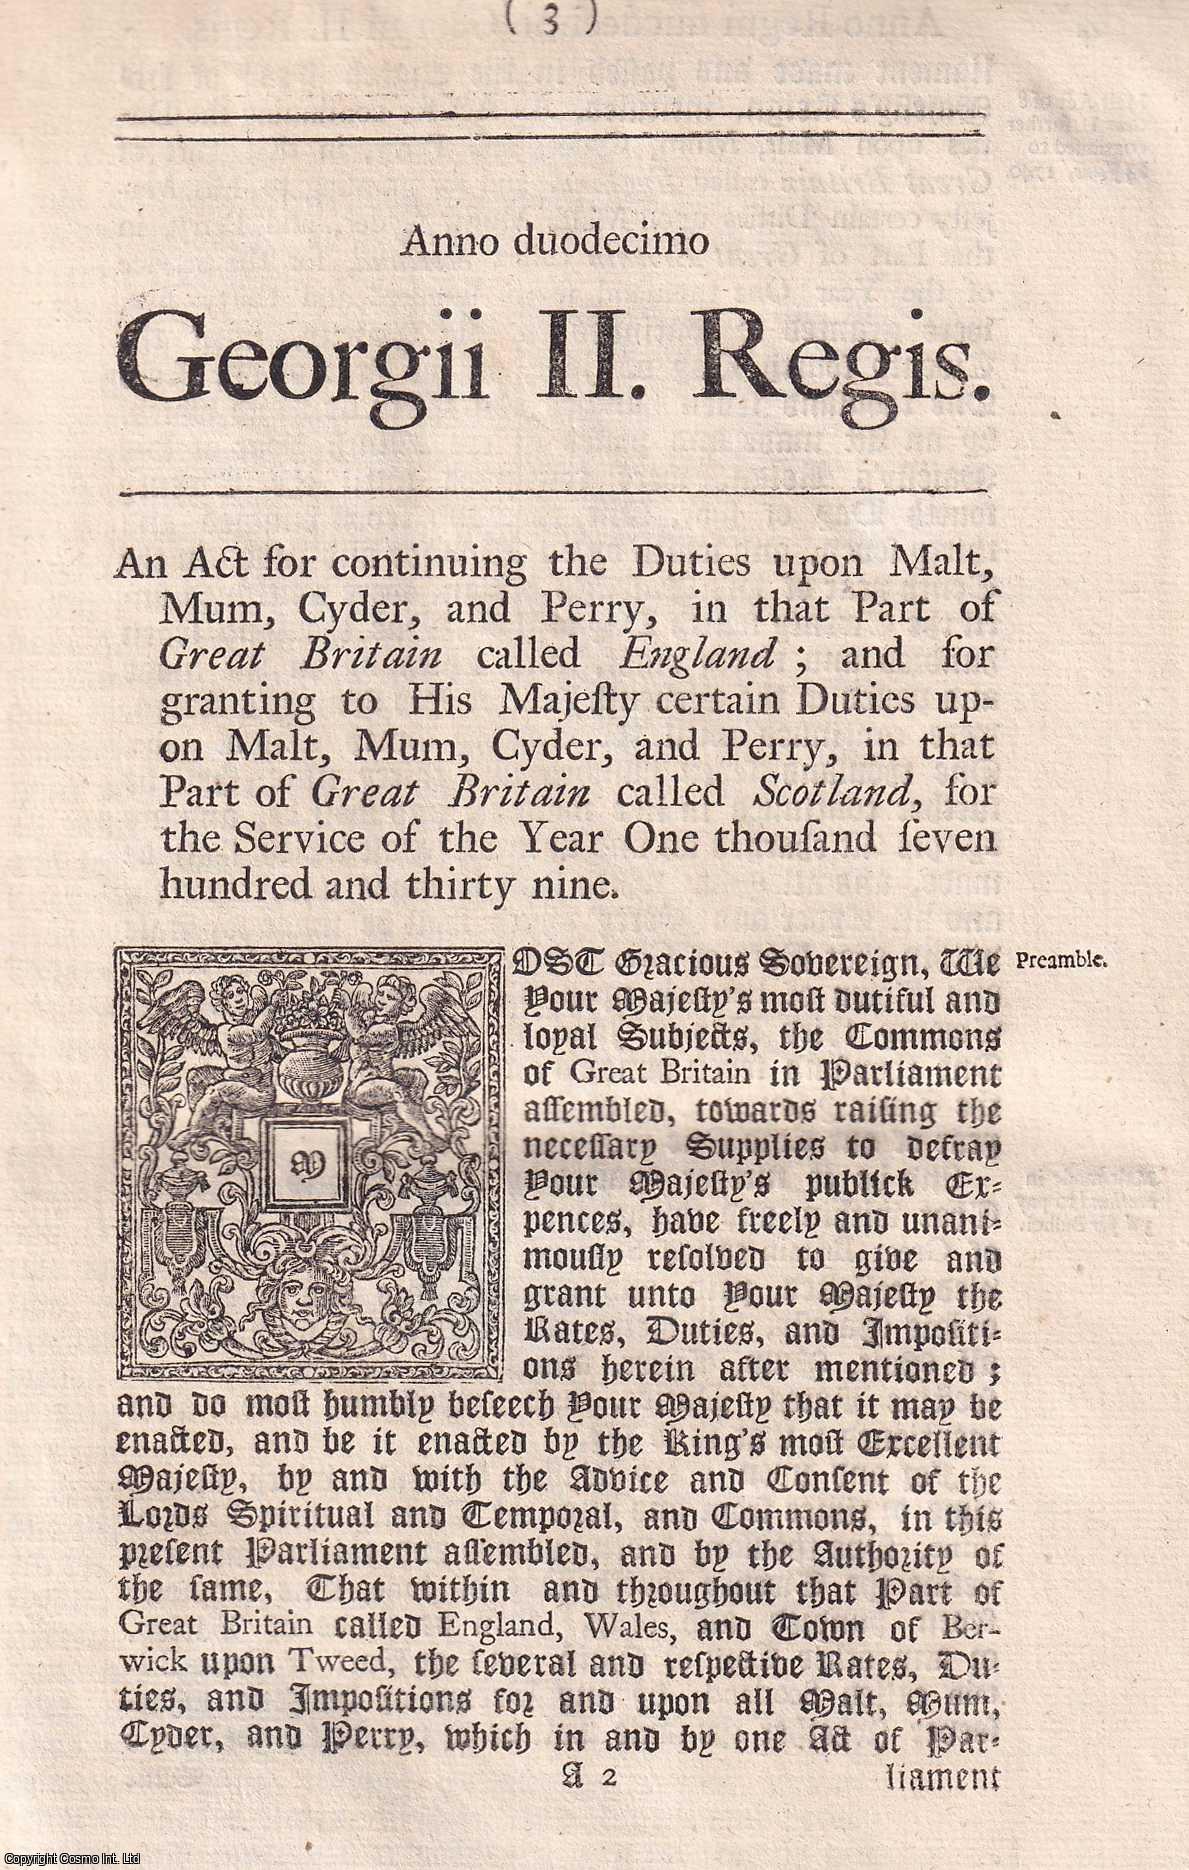 ( 3 )
Anno duodecimo
Georgii II. Regis.
An Act for continuing the Duties upon Malt,
Mum, Cyder, and Perry, in that Part of
Great Britain called England ; and for
granting to His Majeſty certain Duties up-
on Malt, Mum, Cyder, and Perry, in that
Part of Great Britain called Scotland, for
the Service of the Year One thouſand ſeven
hundred and thirty nine.
MOST Gracious Sovereign, We
Your Majeſty's moſt dutiful and
loyal Subjects, the Commons
of Great Britain in Parliament
aſſembled, towards raiſing the
neceſſary Supplies to defray
Your Majeſty's publick Ex-
pences, have freely and unani-
mouſly reſolved to give and
grant unto Your Majeſty the
Rates, Duties, and Impoſiti-
ons herein after mentioned ;
and do moſt humbly beſeech Your Majeſty that it may be
enacted, and be it enacted by the King's moſt Excellent
Majeſty, by and with the Advice and Conſent of the
Lords Spiritual and Temporal, and Commons, in this
preſent Parliament aſſembled, and by the Authority of
the ſame, That within and throughout that Part of
Great Britain called England, Wales, and Town of Ber-
wick upon Tweed, the ſeveral and reſpective Rates, Du-
ties, and Impoſitions for and upon all Malt, Mum,
Cyder, and Perry, which in and by one Act of Par-
A 2 liament
Preamble.
Copyright Cosmo Int. Ltd